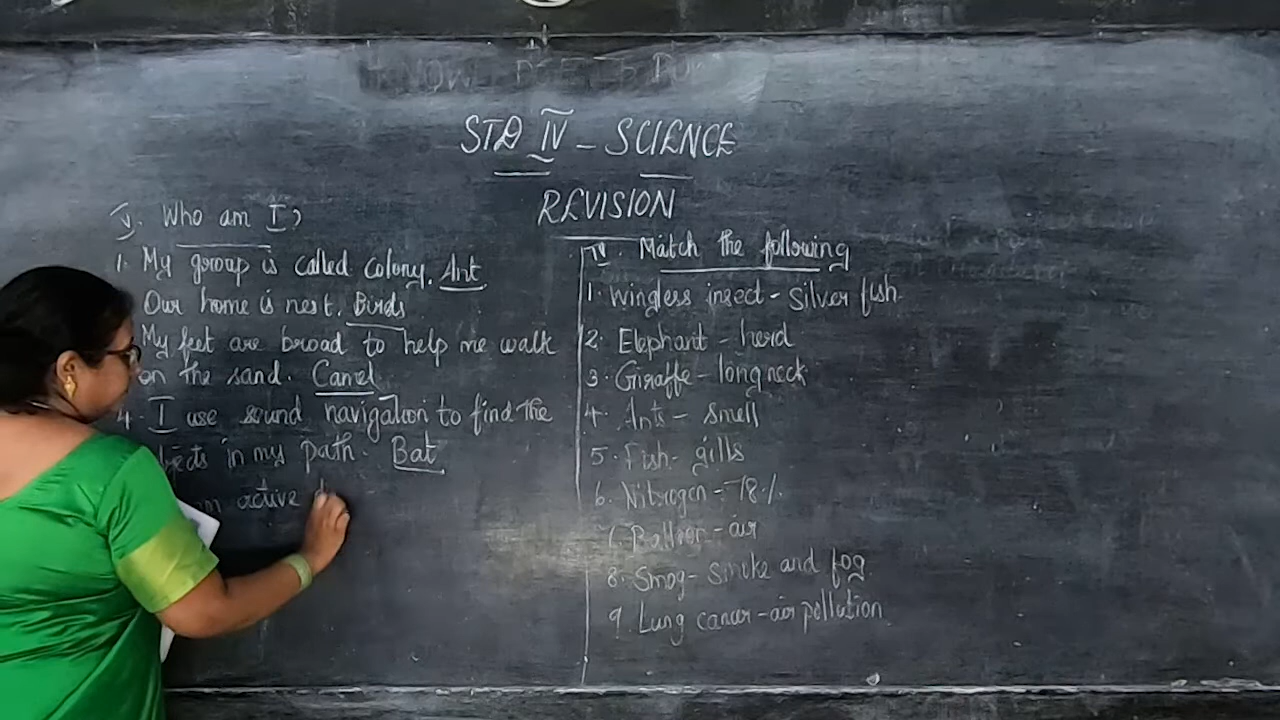 STD IV - SCIENCE
REVISION
V. Who am I?
1. My group is called colony. Ant
Our home is nest. Birds
My feet are broad to help me walk
on the sand. Camel
4. I use sound navigation to find the
in my path. Bat
active
IV. Match the following
1. Wingless insect - Silver fish
2. Elephant - herd
3. Giraffe - long neck
4. Ants - smell
5. Fish - gills
6. Nitrogen - 78%
- air
8. Smog - smoke and fog
9. Lung cancer - air pollution